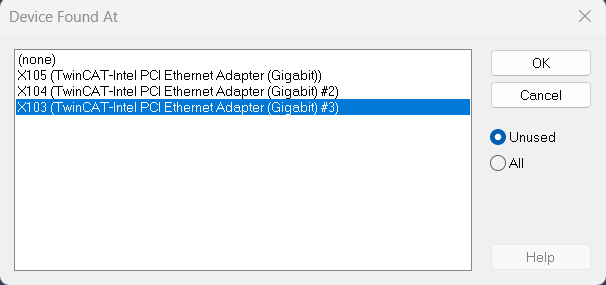 Device Found At
(none)
X105 (TwinCAT-Intel PCI Ethernet Adapter (Gigabit))
X104 (TwinCAT-Intel PCI Ethernet Adapter (Gigabit) #2)
X103 (TwinCAT-Intel PCI Ethernet Adapter (Gigabit) #3)
OK
Cancel
Unused
All
Help